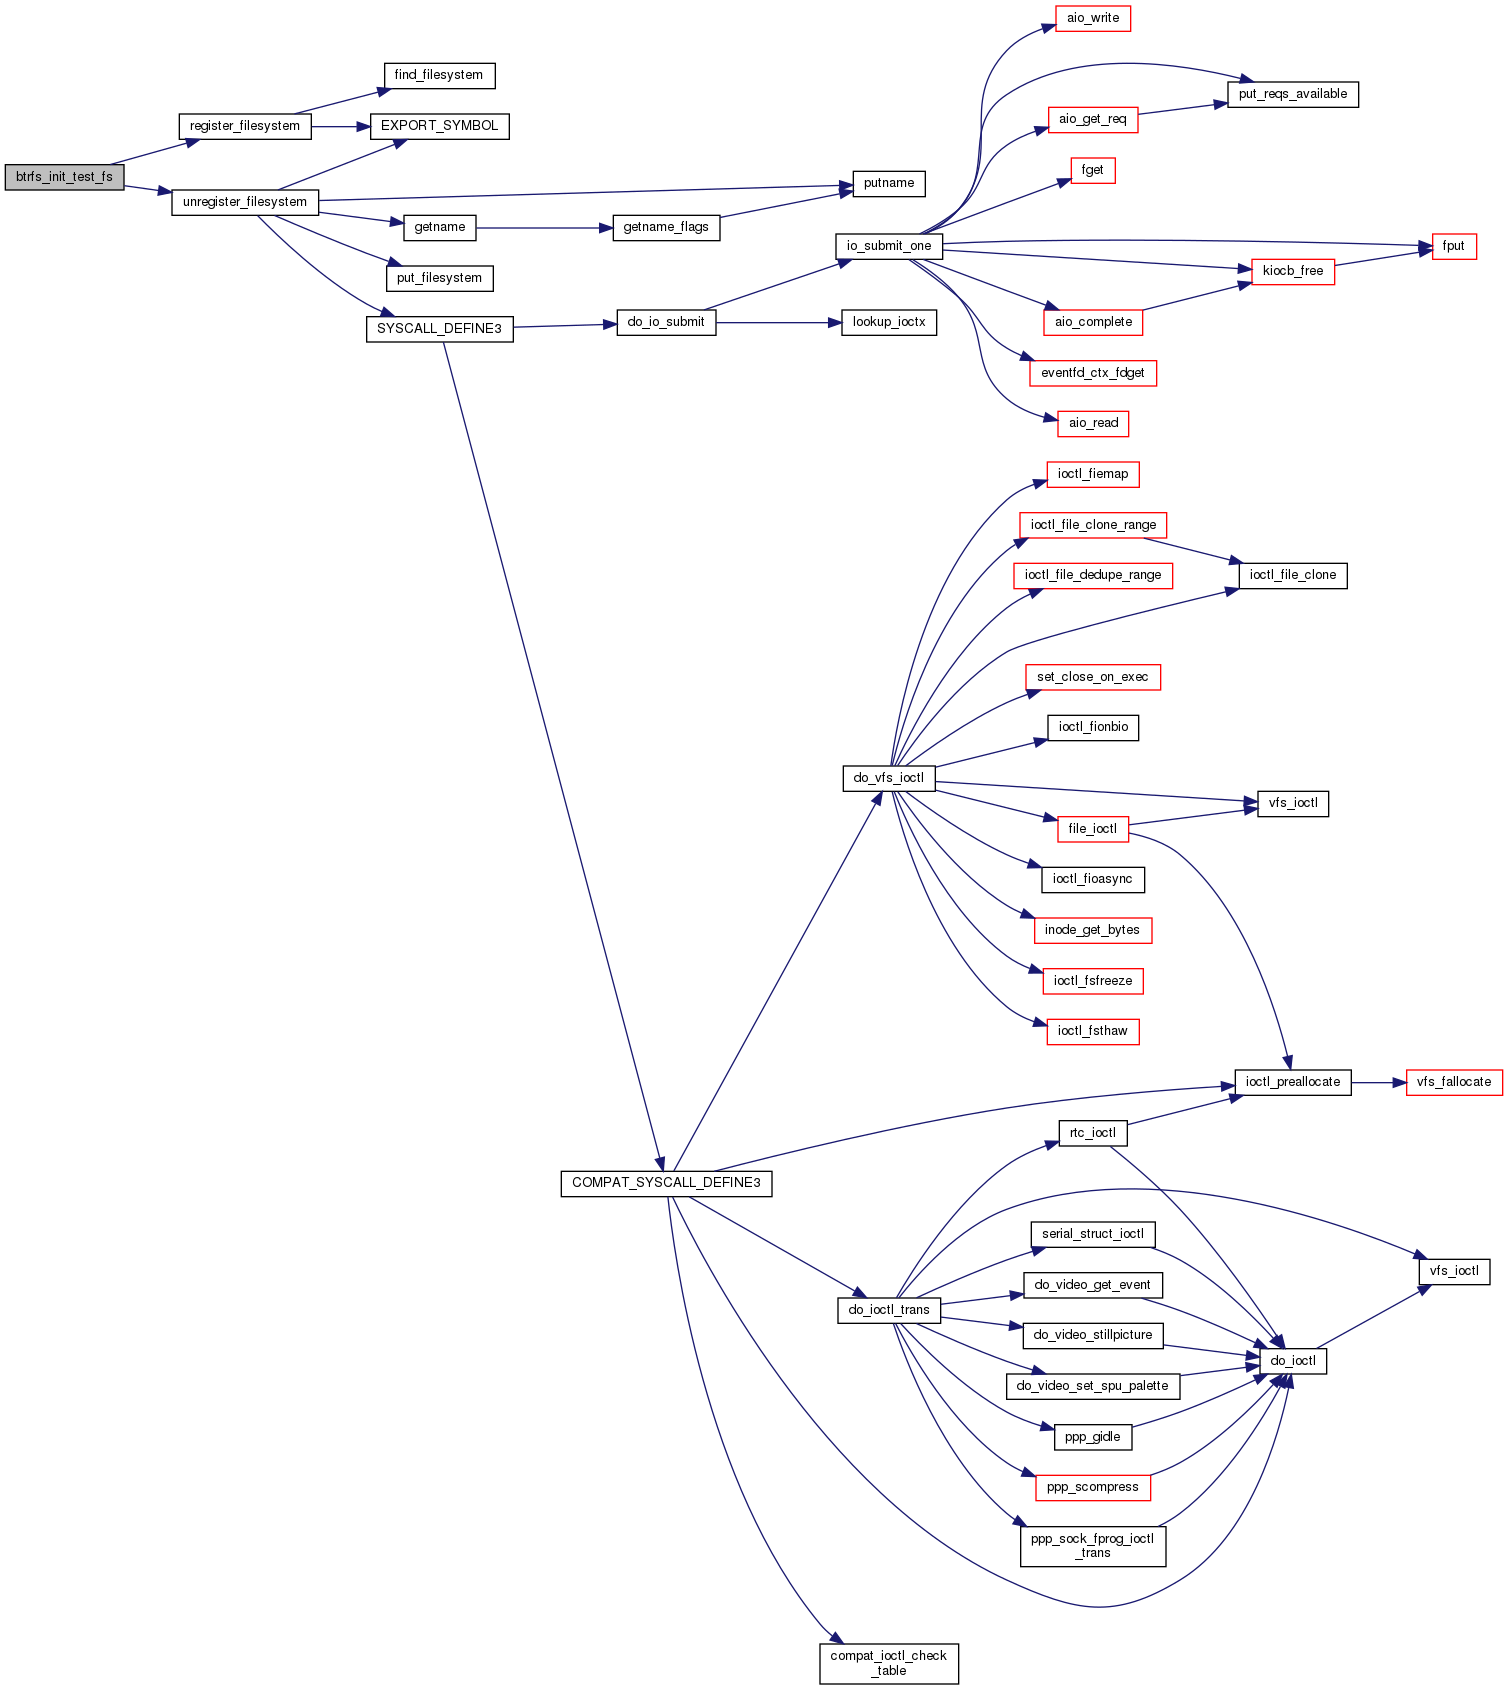 aio_write
find_filesystem
put_reqs_available
register_filesystem
EXPORT_SYMBOL
aio_get_req
btrfs_init_test_fs
fget
putname
unregister_filesystem
getname
getname_flags
io_submit_one
fput
put_filesystem
kiocb_free
SYSCALL_DEFINE3
do_io_submit
lookup_ioctx
aio_complete
eventfd_ctx_fdget
aio_read
ioctl_fiemap
ioctl_file_clone_range
ioctl_file_dedupe_range
ioctl_file_clone
set_close_on_exec
ioctl_fionbio
do_vfs_ioctl
vfs_ioctl
file_ioctl
ioctl_fioasync
inode_get_bytes
ioctl_fsfreeze
ioctl_fsthaw
ioctl_preallocate
vfs_fallocate
rtc_ioctl
COMPAT_SYSCALL_DEFINE3
serial_struct_ioctl
vfs_ioctl
do_video_get_event
do_ioctl_trans
do_video_stillpicture
do_ioctl
do_video_set_spu_palette
ppp_gidle
ppp_scompress
ppp_sock_fprog_ioctl
_trans
compat_ioctl_check
_table